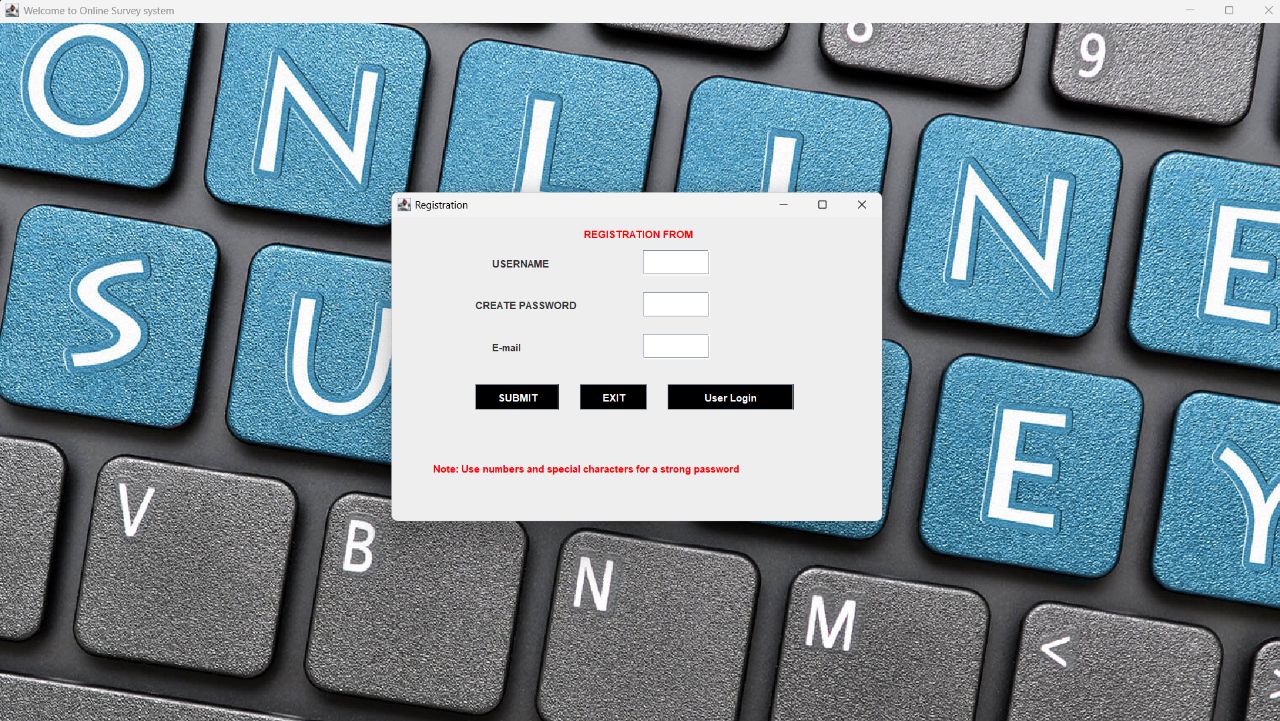 Welcome to Online Survey system
8
9
O N L I N E
S U E Y
Registration
REGISTRATION FROM
USERNAME
CREATE PASSWORD
E-mail
SUBMIT EXIT User Login
Note: Use numbers and special characters for a strong password
V B N M <